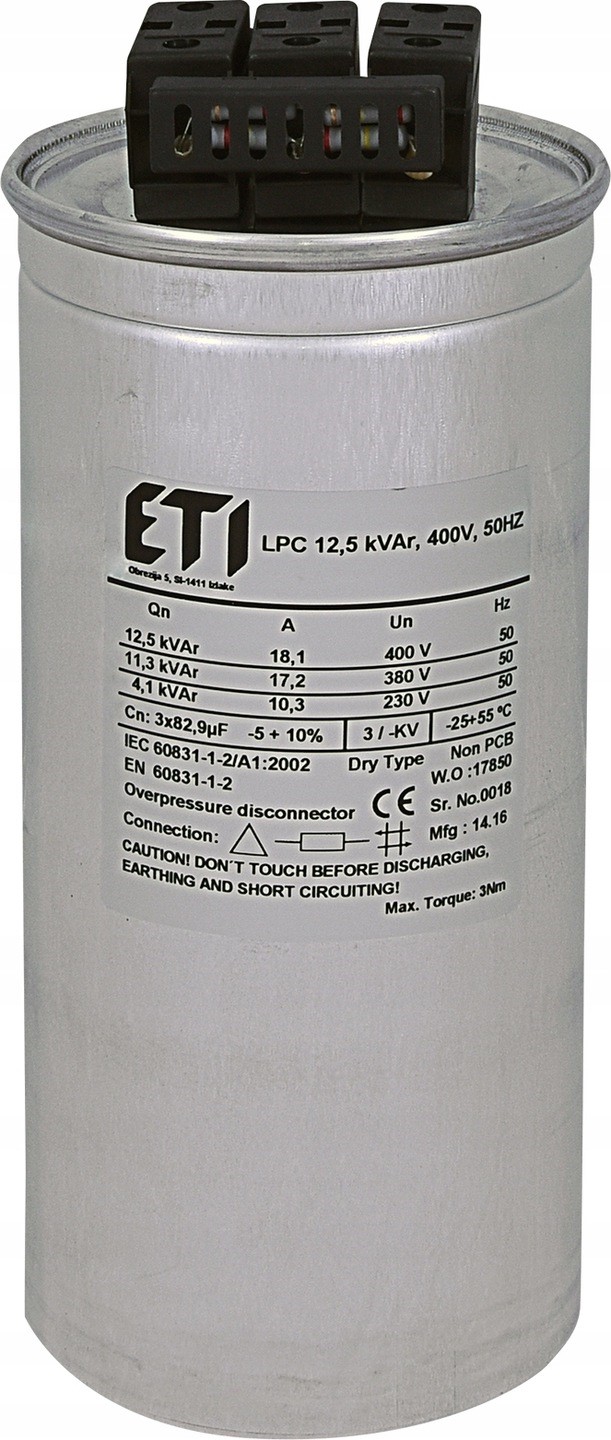 ETI
LPC 12,5 kVAr, 400V, 50HZ
Obrezija 5, SI-1411 Izlake
Qn A Un Hz
12,5 kVAr 18,1 400 V 50
11,3 kVAr 17,2 380 V 50
4,1 kVAr 10,3 230 V 50
Cn: 3x82,9µF -5 + 10% 3 / -KV -25+55 ºC
IEC 60831-1-2/A1:2002 Dry Type Non PCB
EN 60831-1-2 W.O :17850
Overpressure disconnector CE Sr. No.0018
Connection: Mfg : 14.16
CAUTION! DON´T TOUCH BEFORE DISCHARGING,
EARTHING AND SHORT CIRCUITING!
Max. Torque: 3Nm